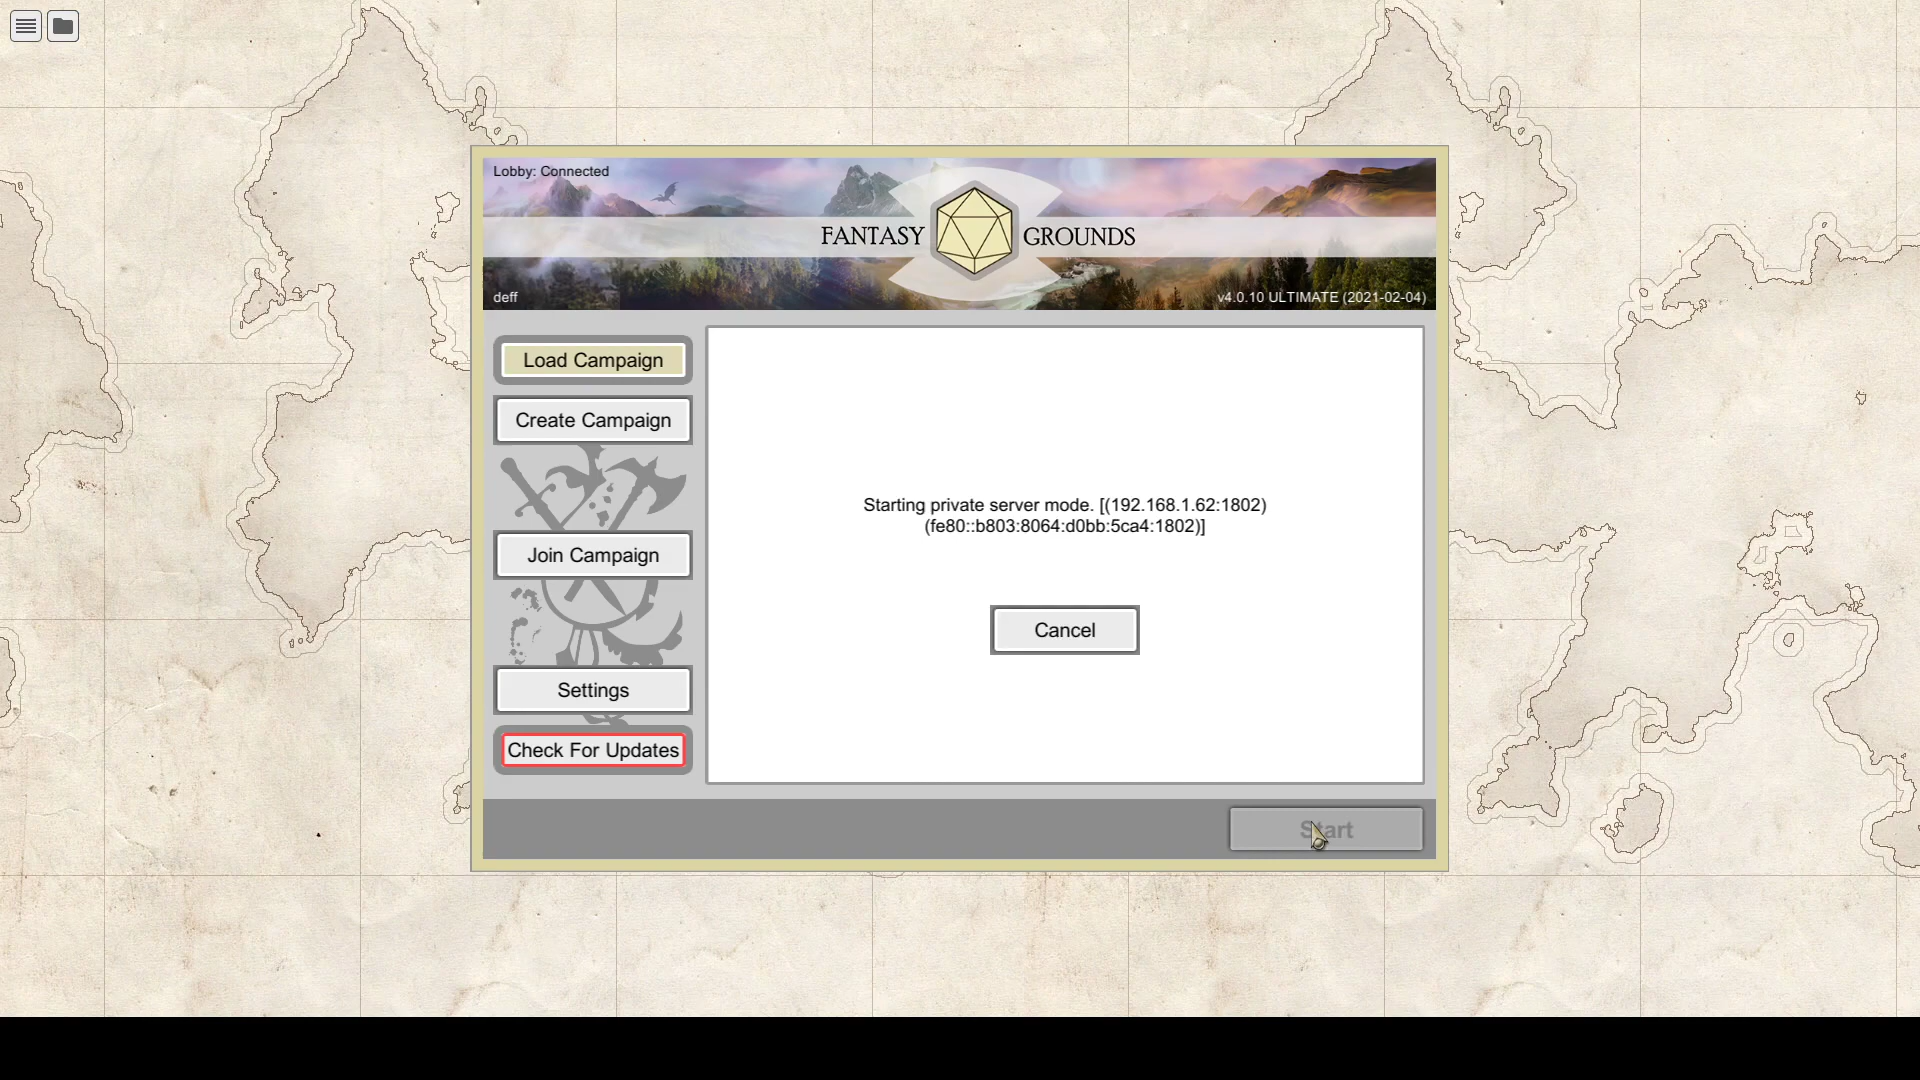 Lobby: Connected
FANTASY GROUNDS
deff
v4.0.10 ULTIMATE (2021-02-04)
Load Campaign
Create Campaign
Join Campaign
Settings
Check For Updates
Starting private server mode. [(192.168.1.62:1802)
(fe80::b803:8064:d0bb:5ca4:1802)]
Cancel
Start